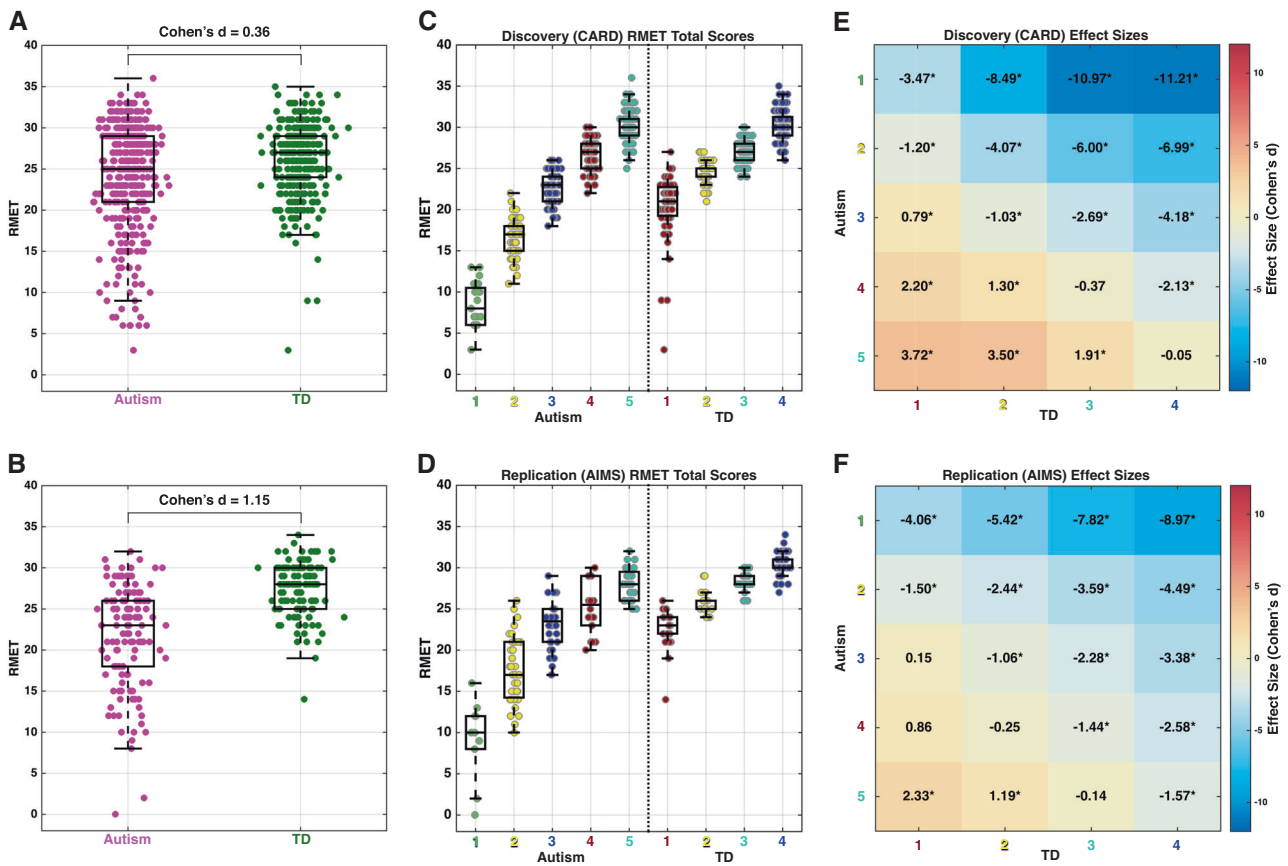 A
Cohen's d = 0.36
RMET
40
35
30
25
20
15
10
5
0
Autism
TD
C
Discovery (CARD) RMET Total Scores
RMET
40
35
30
25
20
15
10
5
0
1 2 3 4 5 1 2 3 4
Autism TD
E
Discovery (CARD) Effect Sizes
Autism
1 -3.47* -8.49* -10.97* -11.21*
2 -1.20* -4.07* -6.00* -6.99*
3 0.79* -1.03* -2.69* -4.18*
4 2.20* 1.30* -0.37 -2.13*
5 3.72* 3.50* 1.91* -0.05
1 2 3 4
TD
10
5
0
-5
-10
Effect Size (Cohen's d)
B
Cohen's d = 1.15
RMET
40
35
30
25
20
15
10
5
0
Autism
TD
D
Replication (AIMS) RMET Total Scores
RMET
40
35
30
25
20
15
10
5
0
1 2 3 4 5 1 2 3 4
Autism TD
F
Replication (AIMS) Effect Sizes
Autism
1 -4.06* -5.42* -7.82* -8.97*
2 -1.50* -2.44* -3.59* -4.49*
3 0.15 -1.06* -2.28* -3.38*
4 0.86 -0.25 -1.44* -2.58*
5 2.33* 1.19* -0.14 -1.57*
1 2 3 4
TD
10
5
0
-5
-10
Effect Size (Cohen's d)